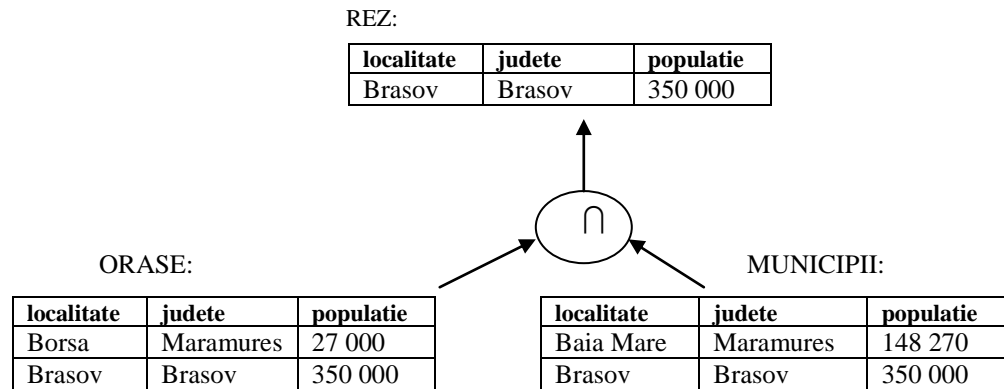 REZ:
localitate judete populatie
Brasov Brasov 350 000
∩
ORASE: MUNICIPII:
localitate judete populatie localitate judete populatie
Borsa Maramures 27 000 Baia Mare Maramures 148 270
Brasov Brasov 350 000 Brasov Brasov 350 000